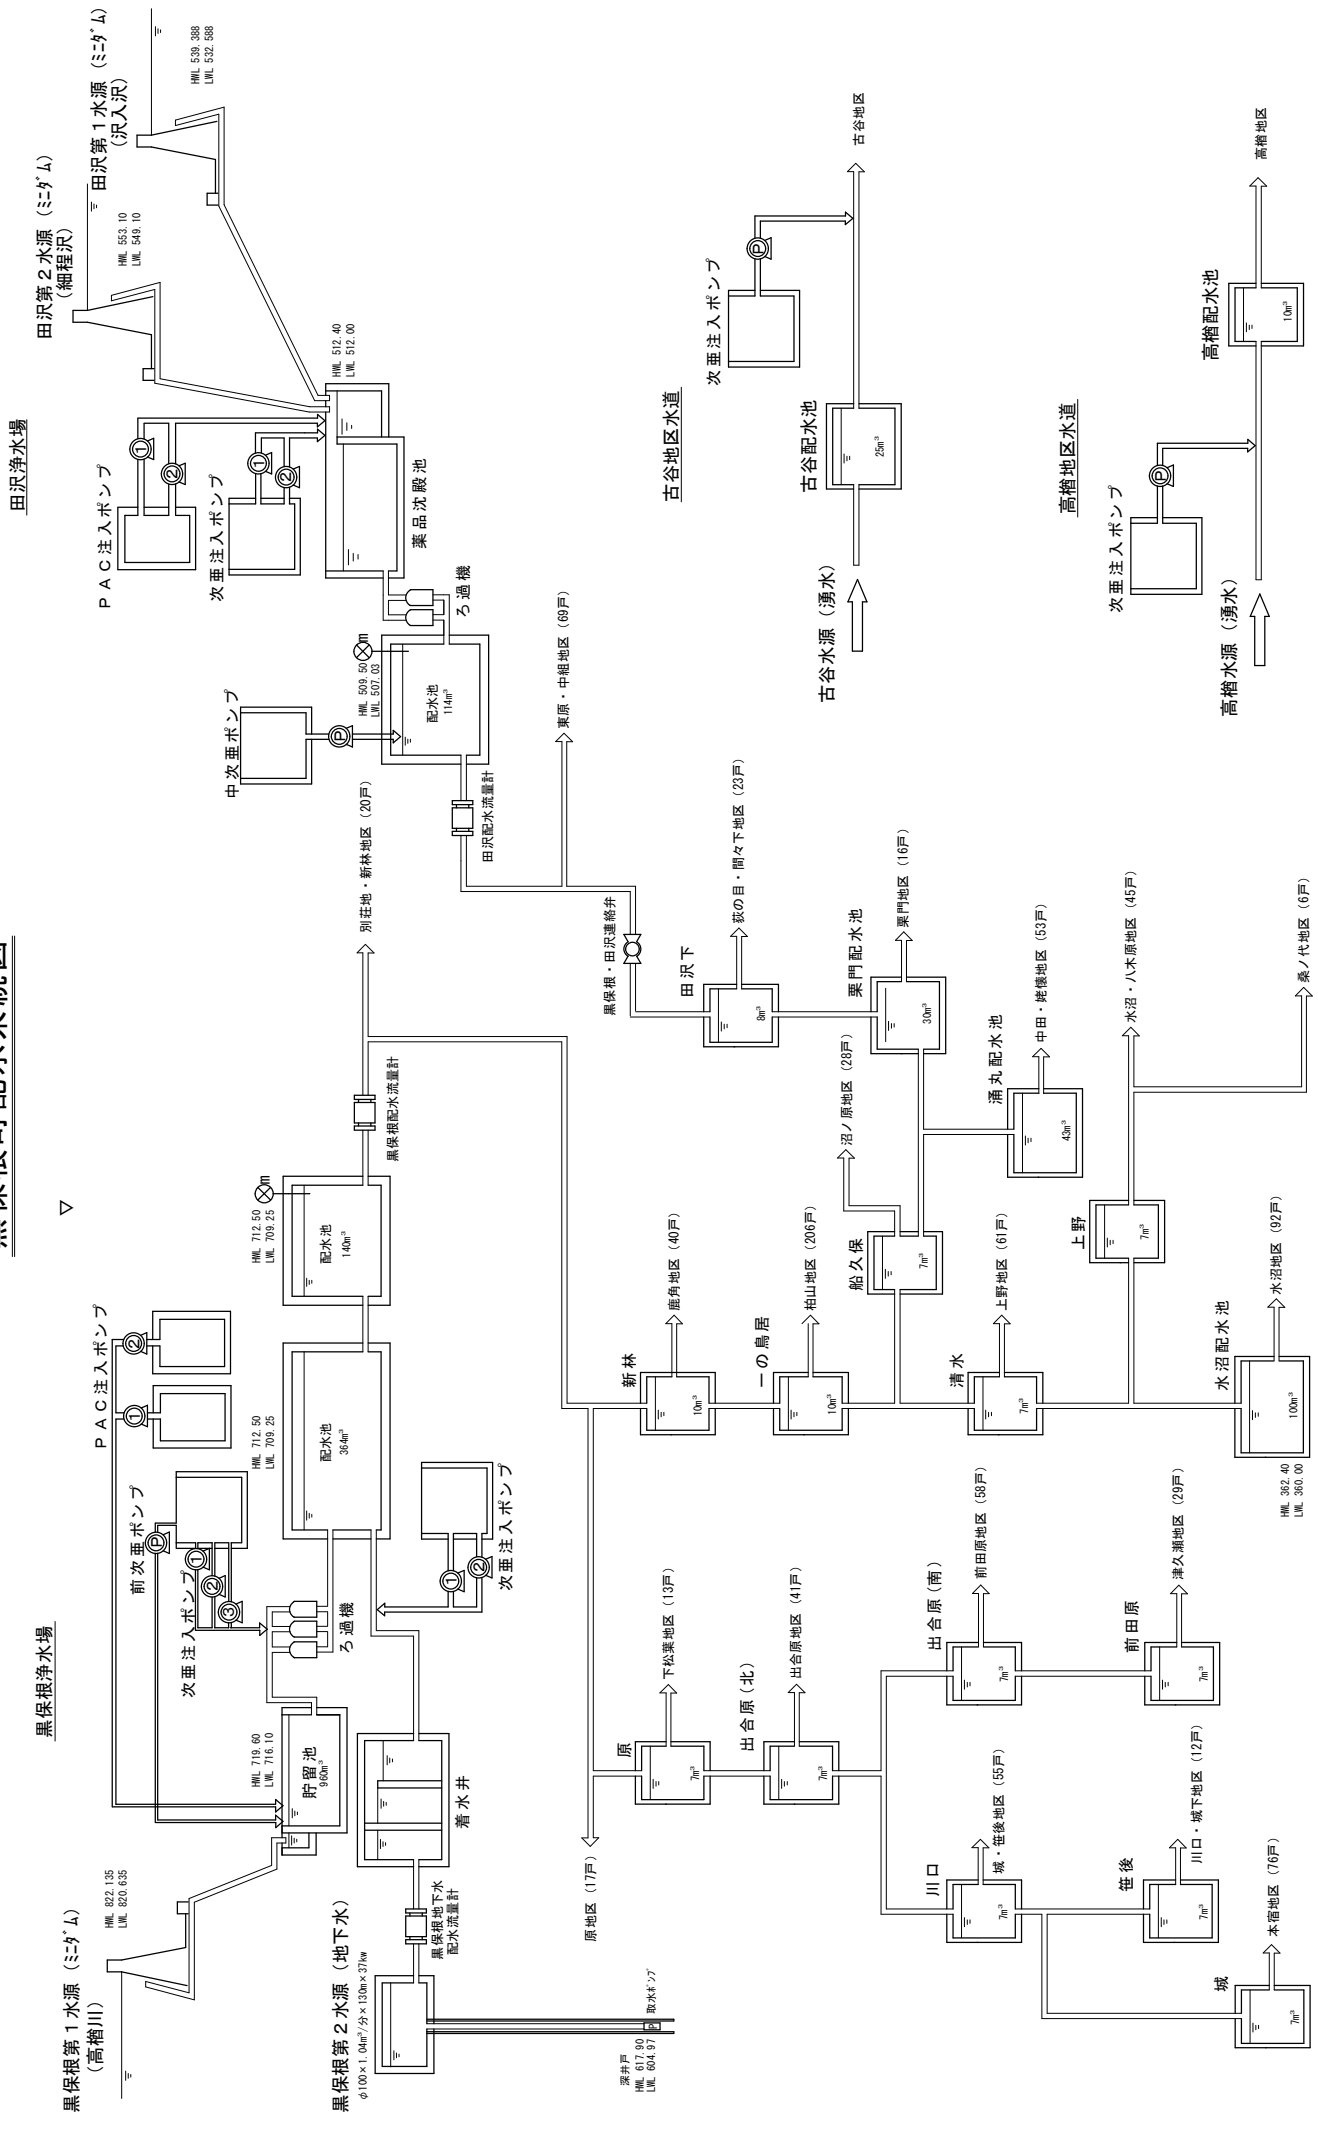 黒保根町配水系統図
黒保根浄水場
黒保根第1水源（ﾐﾆﾀﾞﾑ）
（高楢川）
HWL 822.135
LWL 820.635
ＰＡＣ注入ポンプ
①
②
前次亜ポンプ
P
次亜注入ポンプ
①
②
③
HWL 719.60
LWL 716.10
貯留池
960m³
ろ過機
HWL 712.50
LWL 709.25
配水池
364m³
HWL 712.50
LWL 709.25
m
配水池
140m³
黒保根配水流量計
別荘地・新林地区（20戸）
次亜注入ポンプ
①
②
黒保根第2水源（地下水）
φ100×1.04m³/分×130m×37kw
黒保根地下水
配水流量計
着水井
深井戸
HWL 617.90
LWL 604.97
P
取水ﾎﾟﾝﾌﾟ
田沢浄水場
田沢第2水源（ﾐﾆﾀﾞﾑ）
（細程沢）
HWL 553.10
LWL 549.10
田沢第1水源（ﾐﾆﾀﾞﾑ）
（沢入沢）
HWL 539.388
LWL 532.588
ＰＡＣ注入ポンプ
①
②
次亜注入ポンプ
①
②
HWL 512.40
LWL 512.00
薬品沈殿池
ろ過機
中次亜ポンプ
P
HWL 509.50
LWL 507.03
m
配水池
114m³
田沢配水流量計
東原・中組地区（69戸）
黒保根・田沢連絡弁
田沢下
8m³
荻の目・間々下地区（23戸）
栗門配水池
30m³
栗門地区（16戸）
涌丸配水池
43m³
中田・姥懐地区（53戸）
船久保
7m³
沼ノ原地区（28戸）
新林
10m³
鹿角地区（40戸）
一の鳥居
10m³
柏山地区（206戸）
清水
7m³
上野地区（61戸）
上野
7m³
水沼・八木原地区（45戸）
桑ノ代地区（6戸）
水沼配水池
100m³
水沼地区（92戸）
HWL 362.40
LWL 360.00
原地区（17戸）
原
7m³
下松葉地区（13戸）
出合原（北）
7m³
出合原地区（41戸）
出合原（南）
7m³
前田原地区（58戸）
前田原
7m³
津久瀬地区（29戸）
川口
7m³
城・笹後地区（55戸）
笹後
7m³
川口・城下地区（12戸）
城
7m³
本宿地区（76戸）
古谷地区水道
次亜注入ポンプ
P
古谷水源（湧水）
古谷配水池
25m³
古谷地区
高楢地区水道
次亜注入ポンプ
P
高楢水源（湧水）
高楢配水池
10m³
高楢地区